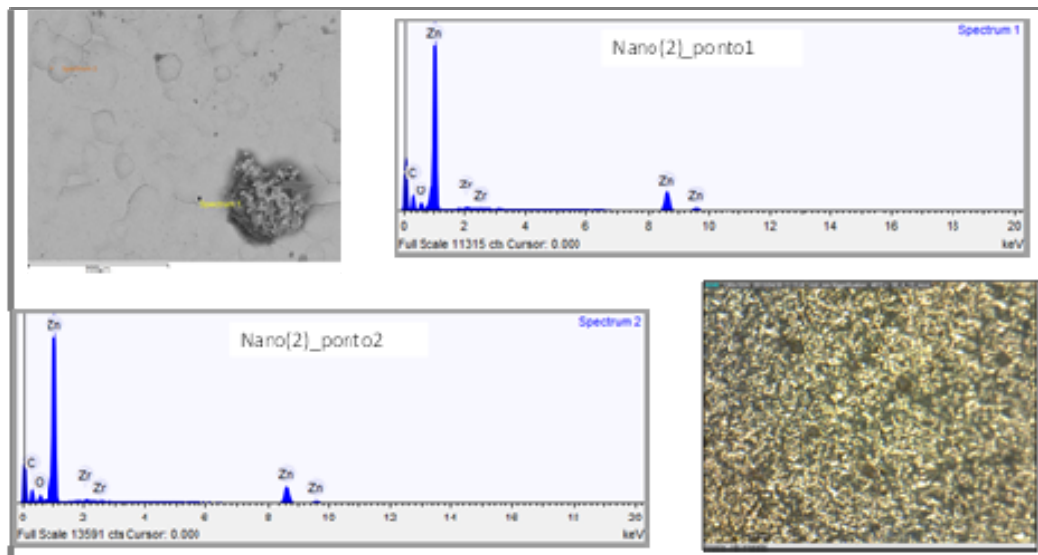 Spectrum 1
Nano(2)_ponto1
Zn
C
O
Zr
Zr
Zn
Zn
0 2 4 6 8 10 12 14 16 18 20
Full Scale 11315 cts Cursor: 0.000 keV
Spectrum 2
Nano(2)_ponto2
Zn
C
O
Zr
Zr
Zn
Zn
0 2 4 6 8 10 12 14 16 18 20
Full Scale 13591 cts Cursor: 0.000 keV